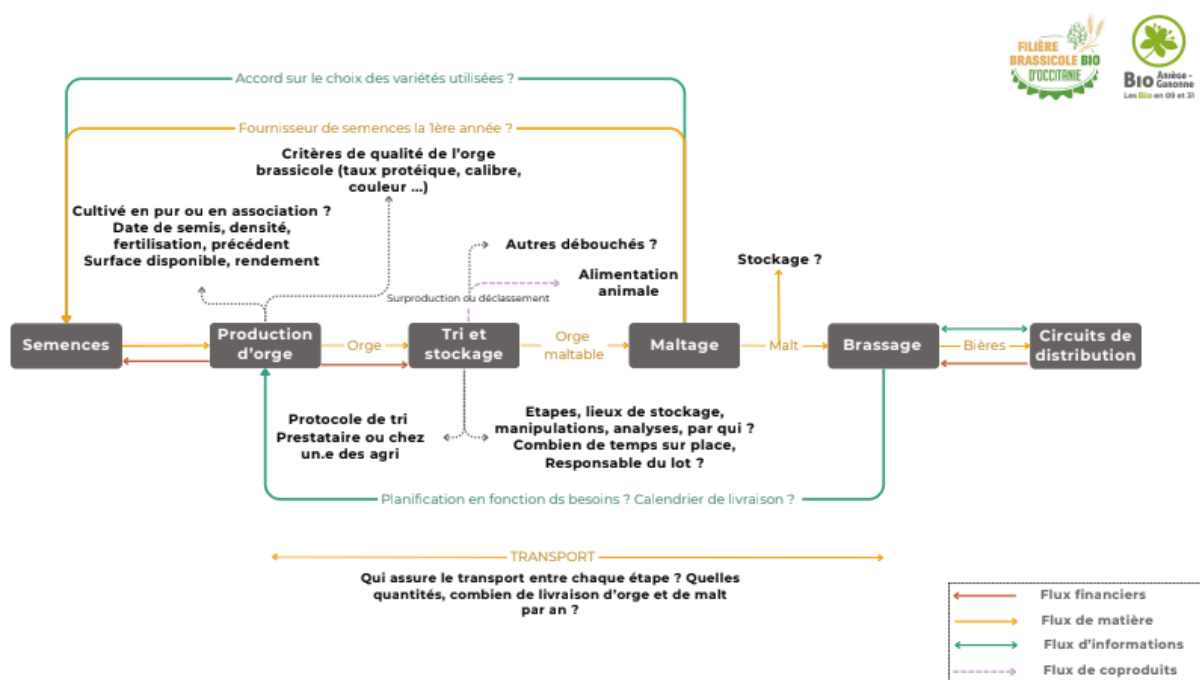 FILIÈRE
BRASSICOLE BIO
D'OCCITANIE
BIO Ariège -
Garonne
Les Bio en 09 et 31
Accord sur le choix des variétés utilisées ?
Fournisseur de semences la 1ère année ?
Critères de qualité de l'orge
brassicole (taux protéique, calibre,
couleur ...)
Cultivé en pur ou en association ?
Date de semis, densité,
fertilisation, précédent
Surface disponible, rendement
Autres débouchés ?
Alimentation
animale
Stockage ?
Surproduction ou déclassement
Semences
Production
d'orge
Orge
Tri et
stockage
Orge
maltable
Maltage
Malt
Brassage
Bières
Circuits de
distribution
Protocole de tri
Prestataire ou chez
un.e des agri
Etapes, lieux de stockage,
manipulations, analyses, par qui ?
Combien de temps sur place,
Responsable du lot ?
Planification en fonction ds besoins ? Calendrier de livraison ?
TRANSPORT
Qui assure le transport entre chaque étape ? Quelles
quantités, combien de livraison d'orge et de malt
par an ?
Flux financiers
Flux de matière
Flux d'informations
Flux de coproduits